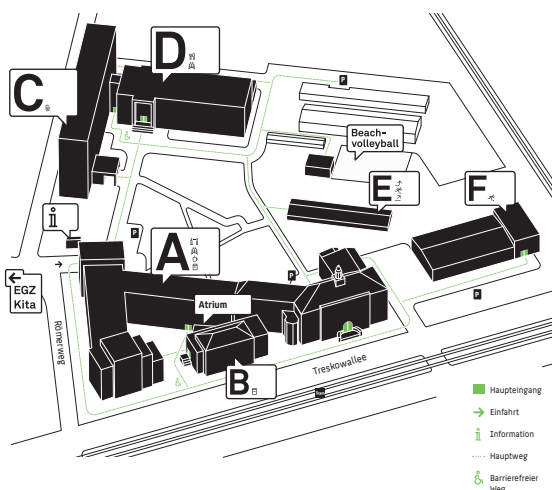 D
C
Beach-
volleyball
E
F
i
A
EGZ
Kita
Atrium
Römerweg
B
Treskowallee
P
P
P
P
Haupteingang
Einfahrt
i
Information
Hauptweg
Barrierefreier
Weg